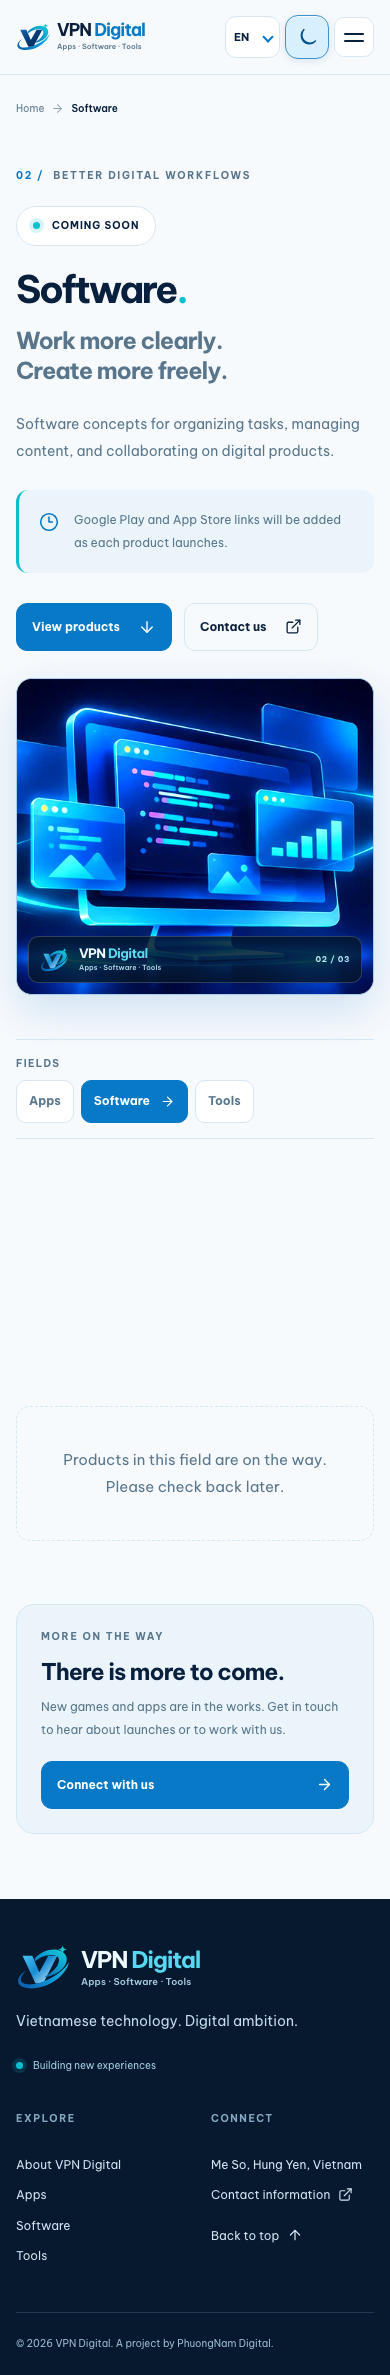 VPN Digital
Apps · Software · Tools
EN
Home → Software
02 / BETTER DIGITAL WORKFLOWS
COMING SOON
Software.
Work more clearly.
Create more freely.
Software concepts for organizing tasks, managing
content, and collaborating on digital products.
Google Play and App Store links will be added
as each product launches.
View products ↓
Contact us
VPN Digital
Apps · Software · Tools
02 / 03
FIELDS
Apps
Software →
Tools
Products in this field are on the way.
Please check back later.
MORE ON THE WAY
There is more to come.
New games and apps are in the works. Get in touch
to hear about launches or to work with us.
Connect with us →
VPN Digital
Apps · Software · Tools
Vietnamese technology. Digital ambition.
Building new experiences
EXPLORE
About VPN Digital
Apps
Software
Tools
CONNECT
Me So, Hung Yen, Vietnam
Contact information
Back to top ↑
© 2026 VPN Digital. A project by PhuongNam Digital.